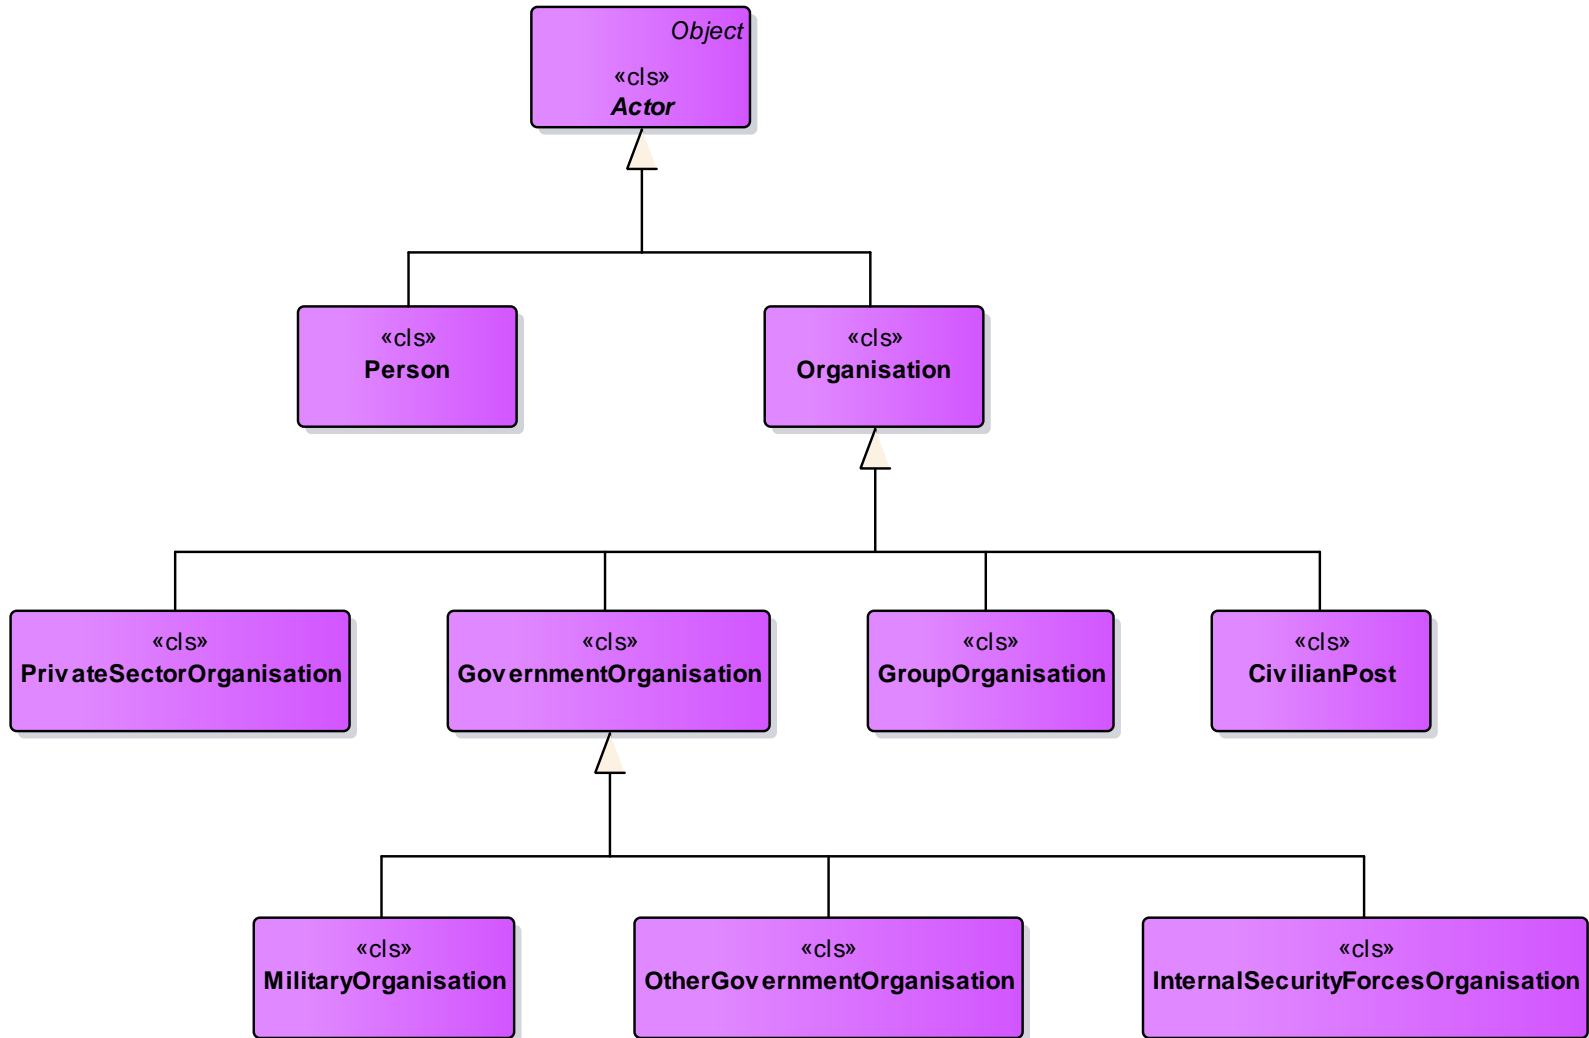 Object
«cls»
Actor
«cls»
Person
«cls»
Organisation
«cls»
PrivateSectorOrganisation
«cls»
GovernmentOrganisation
«cls»
GroupOrganisation
«cls»
CivilianPost
«cls»
MilitaryOrganisation
«cls»
OtherGovernmentOrganisation
«cls»
InternalSecurityForcesOrganisation